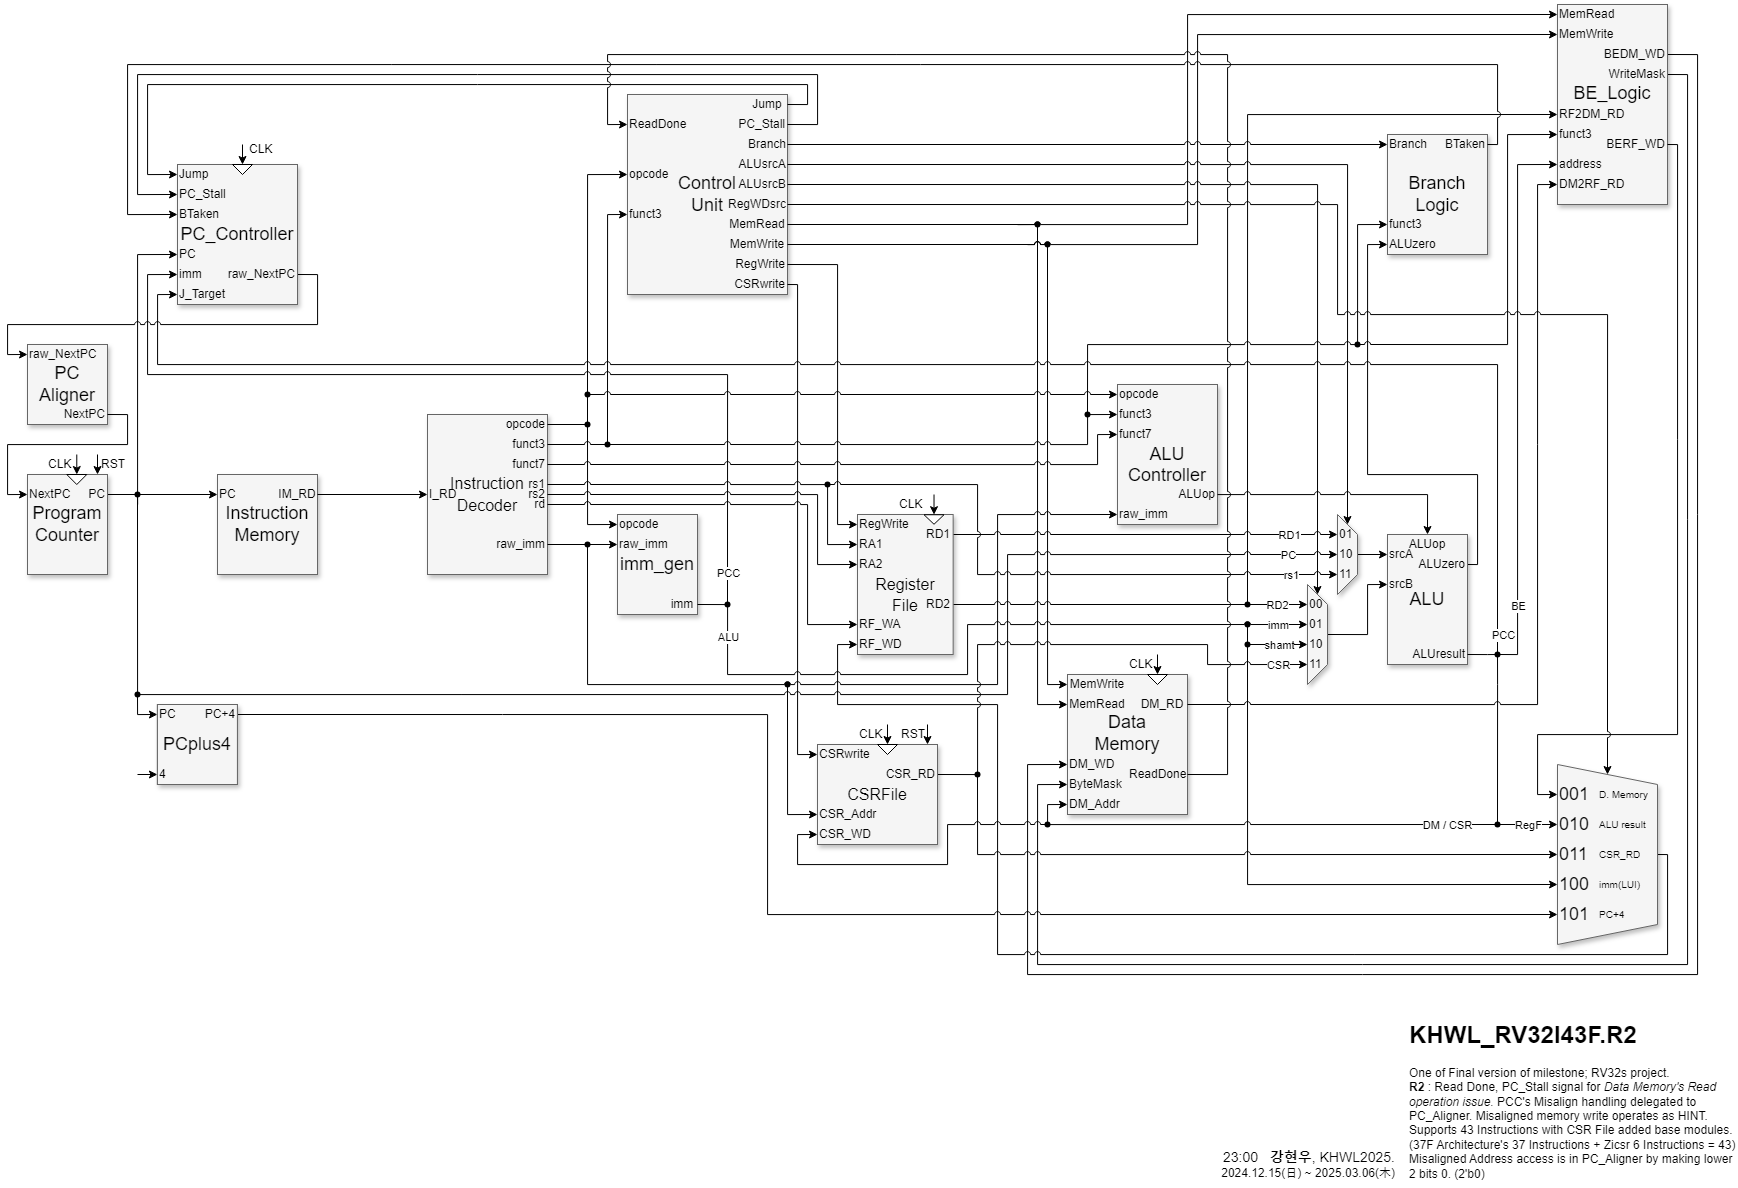 MemRead
MemWrite
BEDM_WD
WriteMask
BE_Logic
RF2DM_RD
funct3
BERF_WD
address
DM2RF_RD
Jump
PC_Stall
ReadDone
Branch
ALUsrcA
opcode
Control
Unit
ALUsrcB
RegWDsrc
funct3
MemRead
MemWrite
RegWrite
CSRwrite
Branch
BTaken
Branch
Logic
funct3
ALUzero
CLK
Jump
PC_Stall
BTaken
PC_Controller
PC
imm
raw_NextPC
J_Target
raw_NextPC
PC
Aligner
NextPC
CLK
RST
NextPC
PC
Program
Counter
PC
IM_RD
Instruction
Memory
opcode
funct3
funct7
I_RD
Instruction
Decoder
rs1
rs2
rd
raw_imm
opcode
raw_imm
imm_gen
imm
PCC
ALU
CLK
RegWrite
RD1
RA1
RA2
Register
File
RD2
RF_WA
RF_WD
opcode
funct3
funct7
ALU
Controller
ALUop
raw_imm
RD1
01
PC
10
rs1
11
RD2
00
imm
01
shamt
10
CSR
11
ALUop
srcA
ALUzero
srcB
ALU
ALUresult
BE
PCC
PC
PC+4
PCplus4
4
CLK
RST
CSRwrite
CSR_RD
CSRFile
CSR_Addr
CSR_WD
CLK
MemWrite
MemRead
DM_RD
Data
Memory
DM_WD
ReadDone
ByteMask
DM_Addr
DM / CSR
RegF
001 D. Memory
010 ALU result
011 CSR_RD
100 imm(LUI)
101 PC+4
KHWL_RV32I43F.R2
One of Final version of milestone; RV32s project.
R2 : Read Done, PC_Stall signal for Data Memory's Read
operation issue. PCC's Misalign handling delegated to
PC_Aligner. Misaligned memory write operates as HINT.
Supports 43 Instructions with CSR File added base modules.
(37F Architecture's 37 Instructions + Zicsr 6 Instructions = 43)
Misaligned Address access is in PC_Aligner by making lower
2 bits 0. (2'b0)
23:00 강현우, KHWL2025.
2024.12.15(日) ~ 2025.03.06(木)